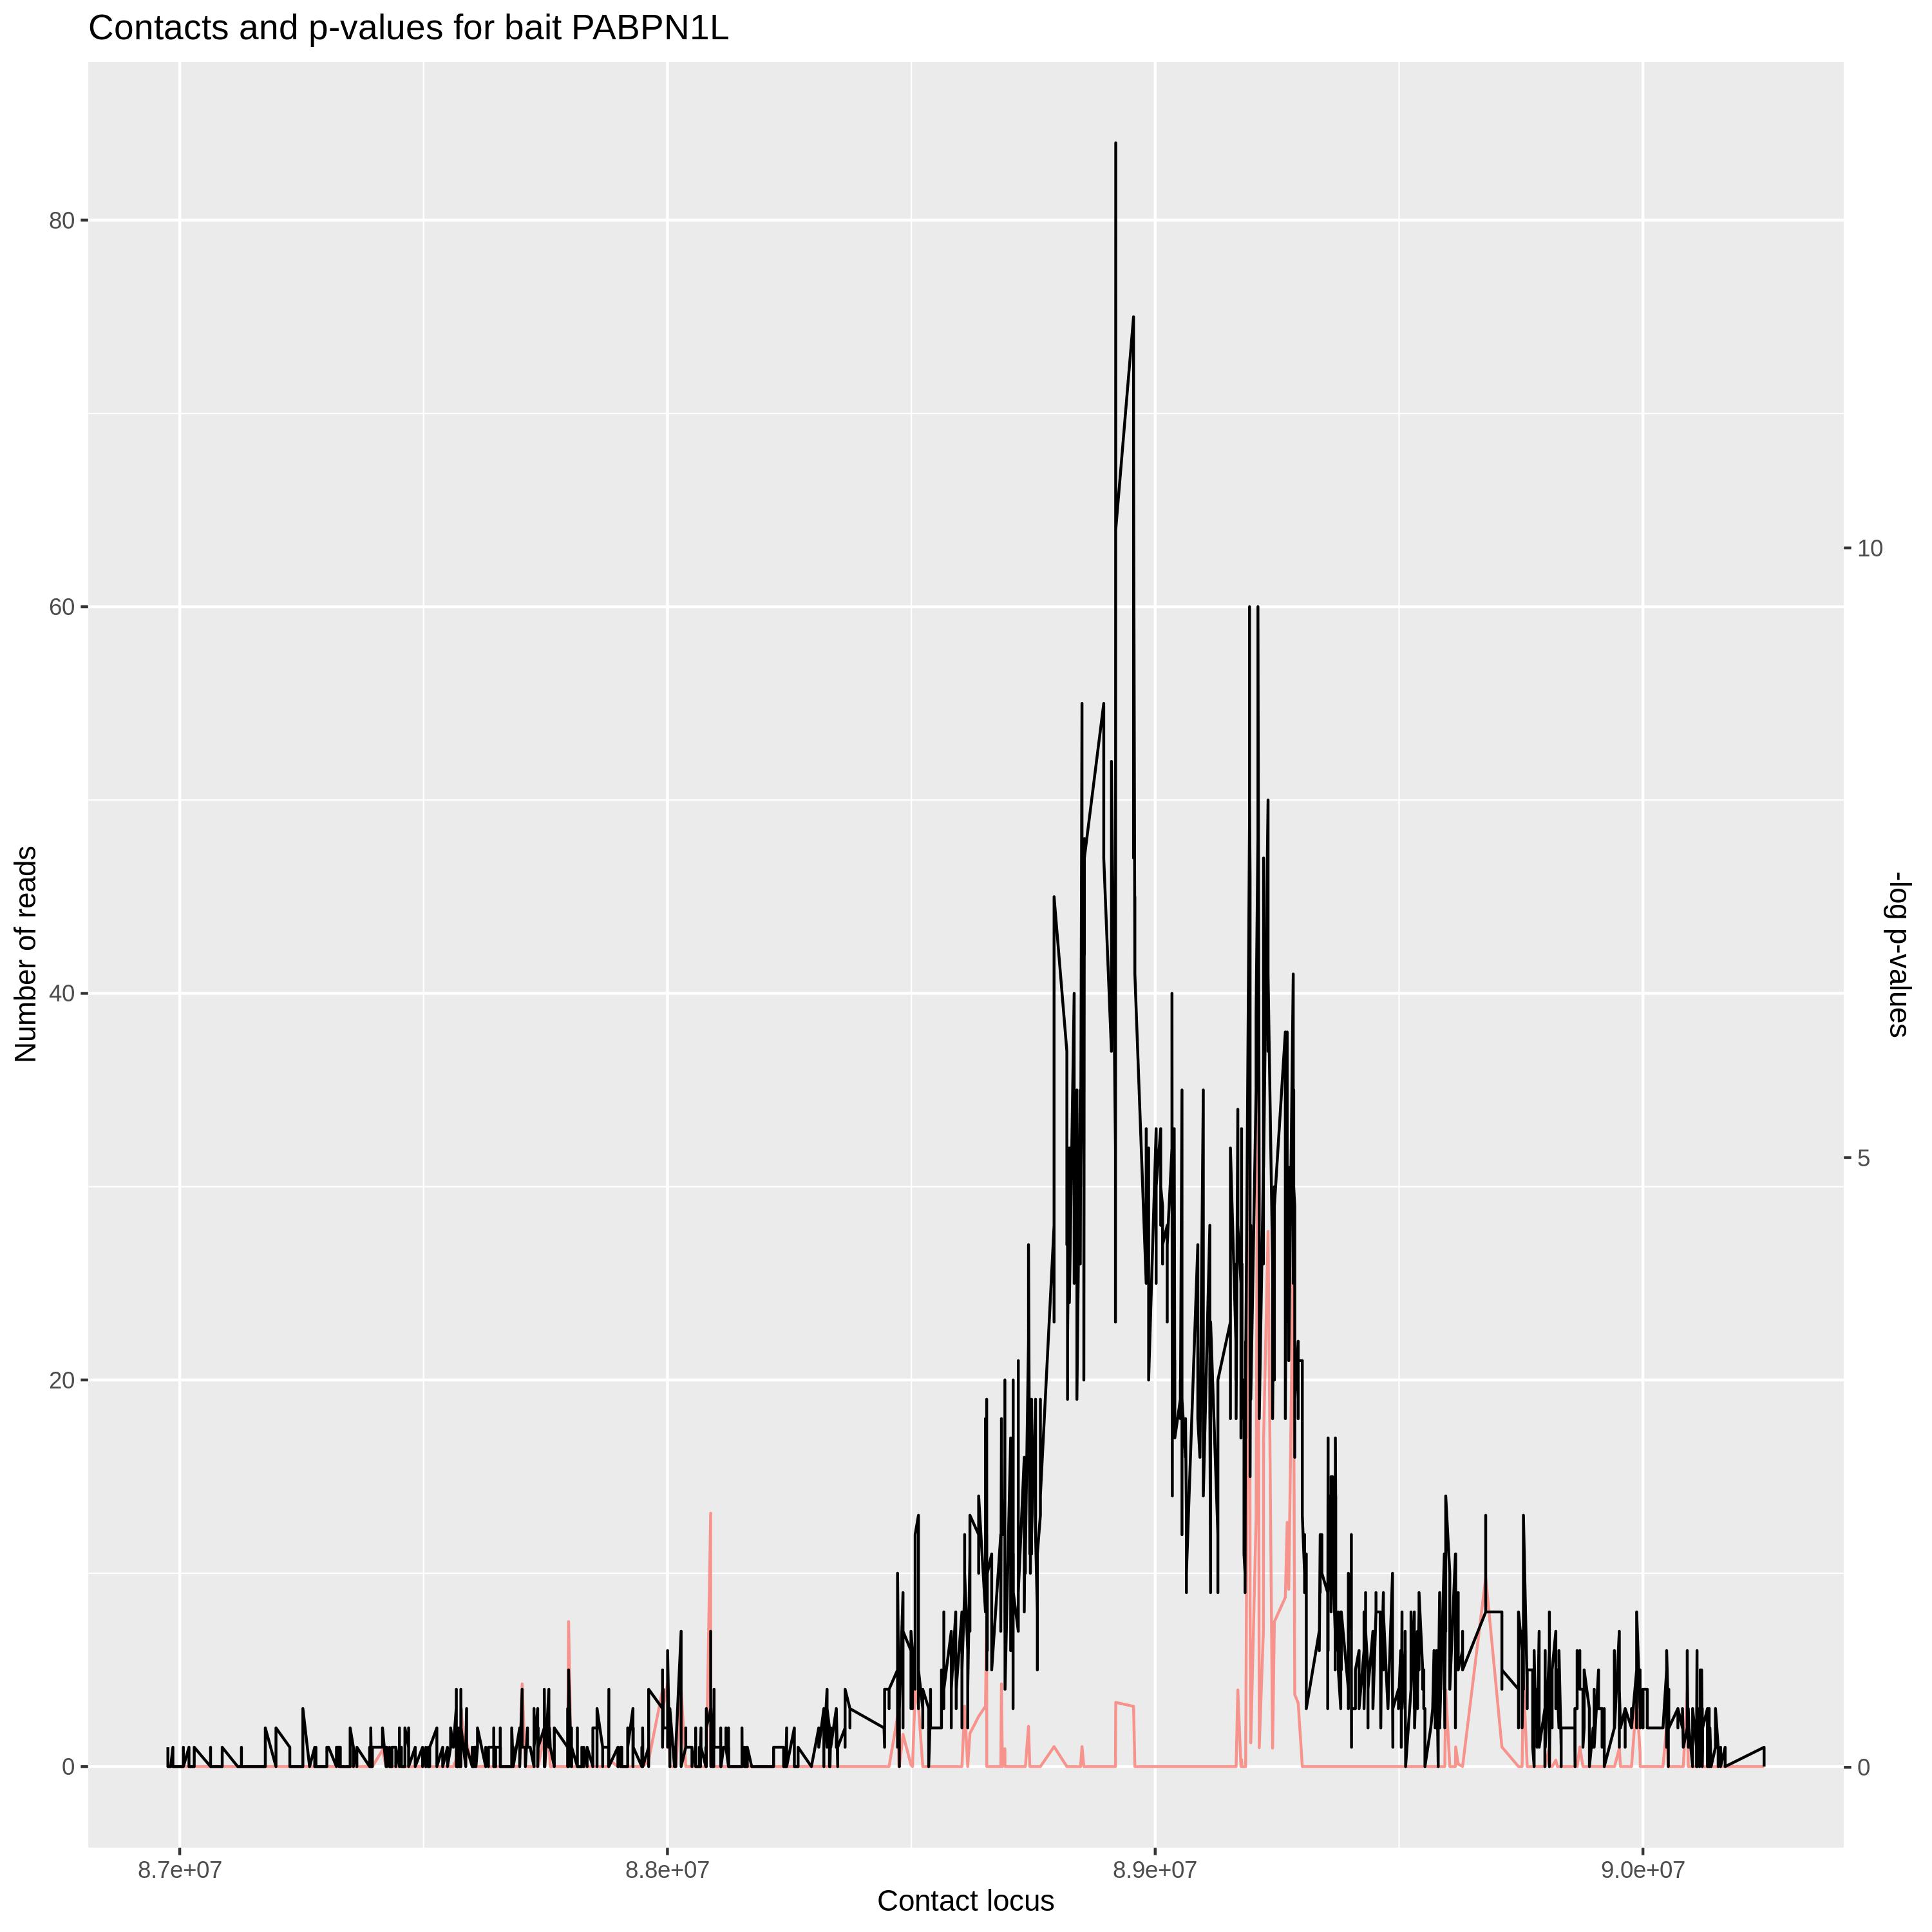 Contacts and p-values for bait PABPN1L
80
60
40
20
0
Number of reads
10
5
0
-log p-values
8.7e+07
8.8e+07
8.9e+07
9.0e+07
Contact locus